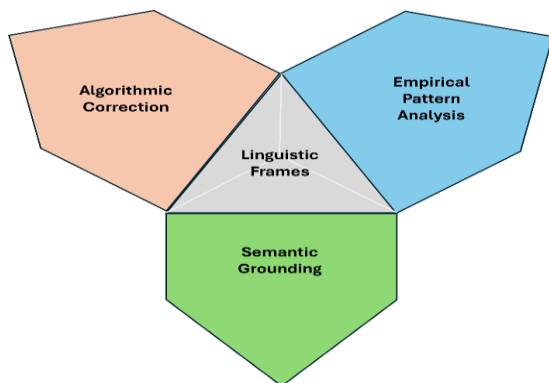 Algorithmic
Correction
Empirical
Pattern
Analysis
Linguistic
Frames
Semantic
Grounding